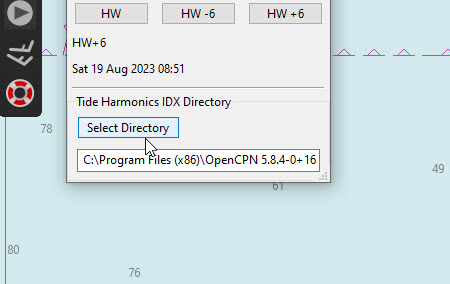 HW HW -6 HW +6
HW+6
Sat 19 Aug 2023 08:51
Tide Harmonics IDX Directory
78
Select Directory
C:\Program Files (x86)\OpenCPN 5.8.4-0+16
49
61
80
76